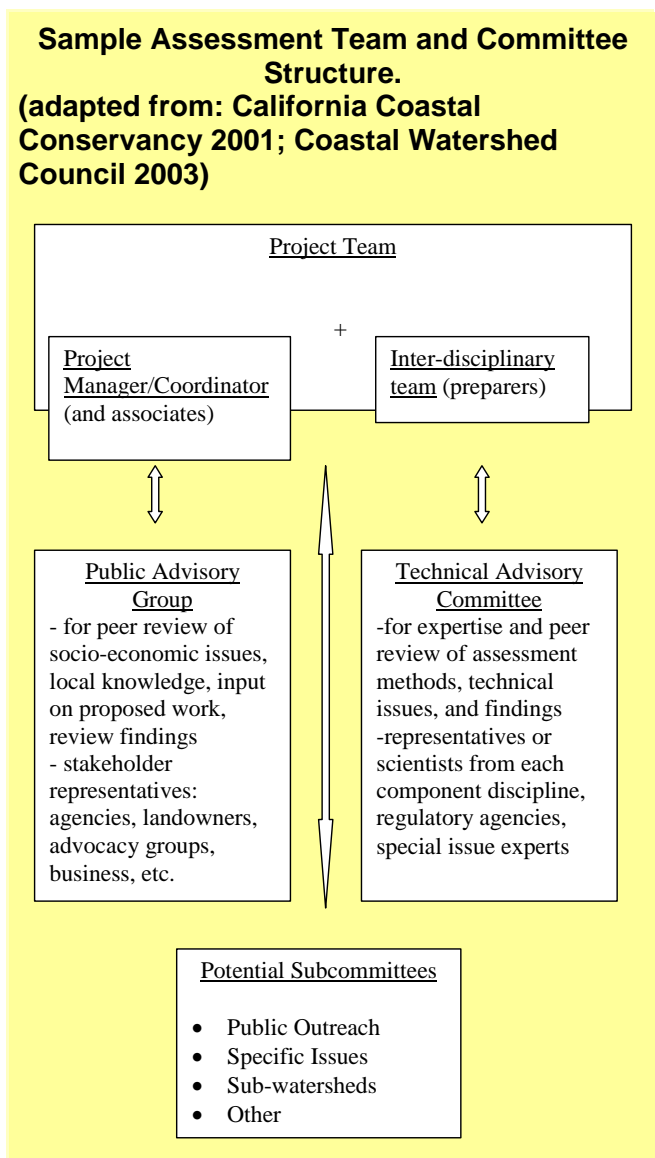 Sample Assessment Team and Committee
Structure.
(adapted from: California Coastal
Conservancy 2001; Coastal Watershed
Council 2003)
Project Team
+
Project
Manager/Coordinator
(and associates)
Inter-disciplinary
team (preparers)
Public Advisory
Group
- for peer review of
socio-economic issues,
local knowledge, input
on proposed work,
review findings
- stakeholder
representatives:
agencies, landowners,
advocacy groups,
business, etc.
Technical Advisory
Committee
-for expertise and peer
review of assessment
methods, technical
issues, and findings
-representatives or
scientists from each
component discipline,
regulatory agencies,
special issue experts
Potential Subcommittees
• Public Outreach
• Specific Issues
• Sub-watersheds
• Other